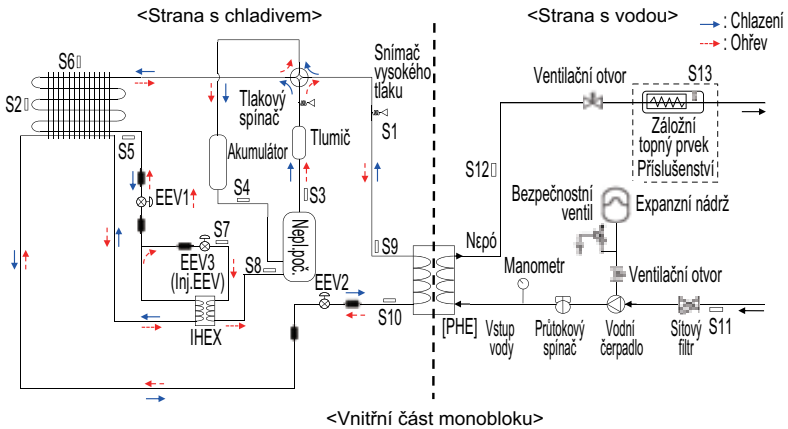 <Strana s chladivem>
<Strana s vodou>
: Chlazení
: Ohřev
S6
S2
S5
EEV1
S7
EEV3
(Inj.EEV)
IHEX
Tlakový
spínač
Akumulátor
S4
S8
Tlumič
S3
Nepl.poč.
EEV2
Snímač
vysokého
tlaku
S1
S9
S10
[PHE]
Νερό
S12
Ventilační otvor
S13
Záložní
topný prvek
Příslušenství
Bezpečnostní
ventil
Expanzní nádrž
Manometr
Ventilační otvor
Vstup
vody
Průtokový
spínač
Vodní
čerpadlo
Sítový
filtr
S11
<Vnitřní část monobloku>